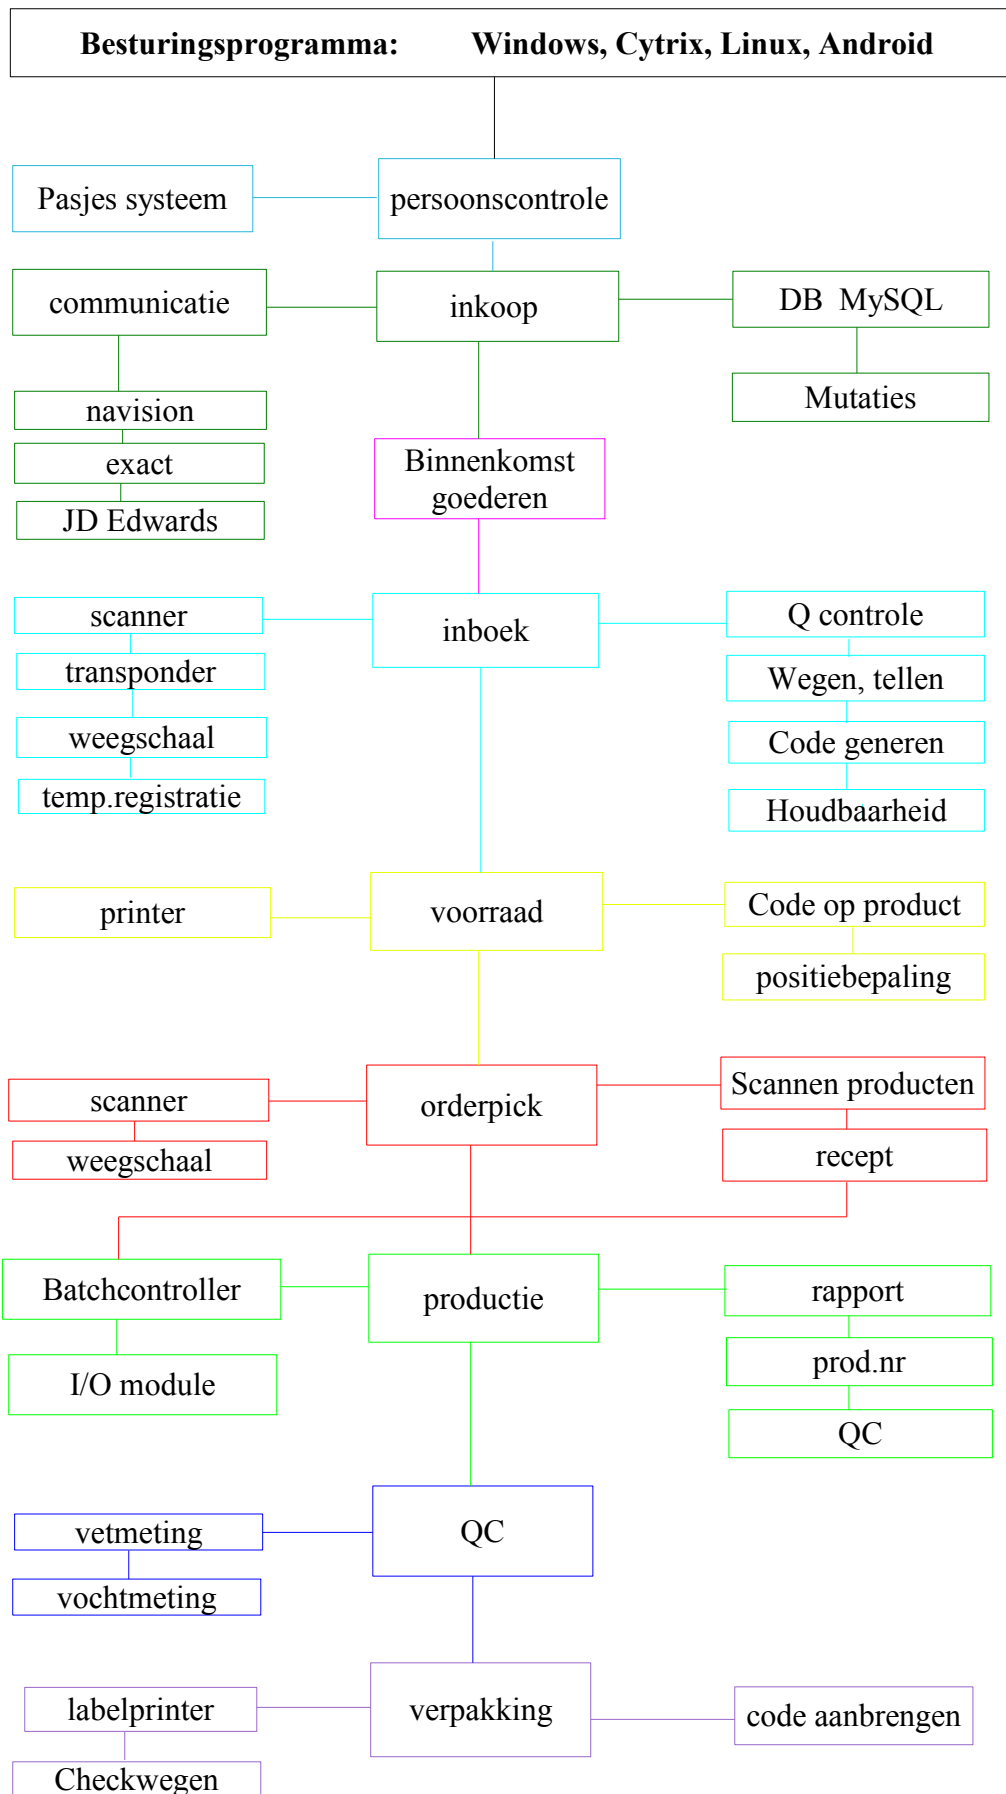 Besturingsprogramma: Windows, Cytrix, Linux, Android
Pasjes systeem
persoonscontrole
communicatie
inkoop
DB MySQL
Mutaties
navision
exact
JD Edwards
Binnenkomst
goederen
scanner
inboek
Q controle
transponder
Wegen, tellen
weegschaal
Code generen
temp.registratie
Houdbaarheid
printer
voorraad
Code op product
positiebepaling
scanner
orderpick
Scannen producten
weegschaal
recept
Batchcontroller
productie
rapport
I/O module
prod.nr
QC
vetmeting
QC
vochtmeting
labelprinter
verpakking
code aanbrengen
Checkwegen